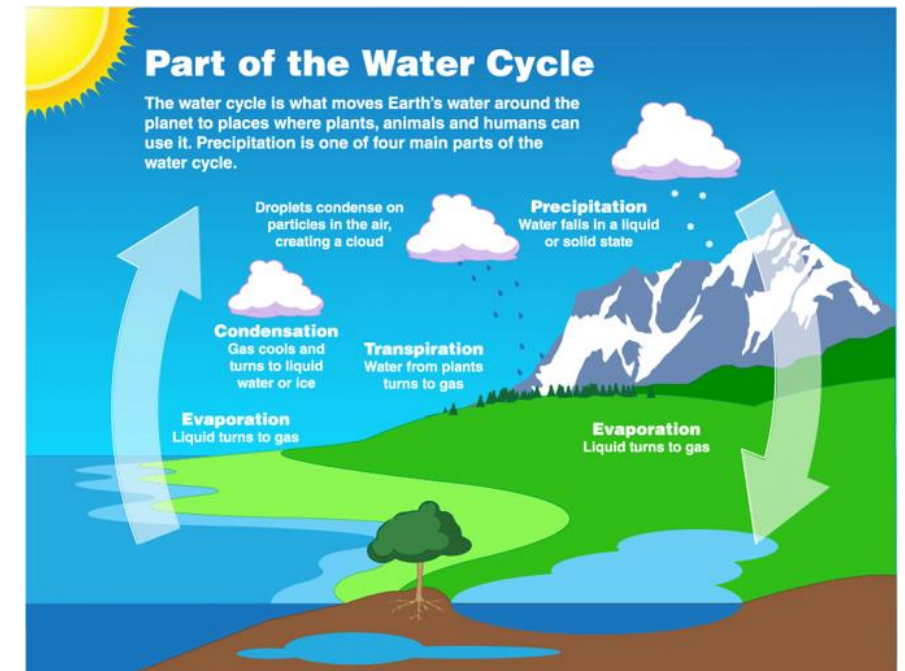 Part of the Water Cycle
The water cycle is what moves Earth's water around the
planet to places where plants, animals and humans can
use it. Precipitation is one of four main parts of the
water cycle.
Droplets condense on
particles in the air,
creating a cloud
Precipitation
Water falls in a liquid
or solid state
Condensation
Gas cools and
turns to liquid
water or ice
Transpiration
Water from plants
turns to gas
Evaporation
Liquid turns to gas
Evaporation
Liquid turns to gas